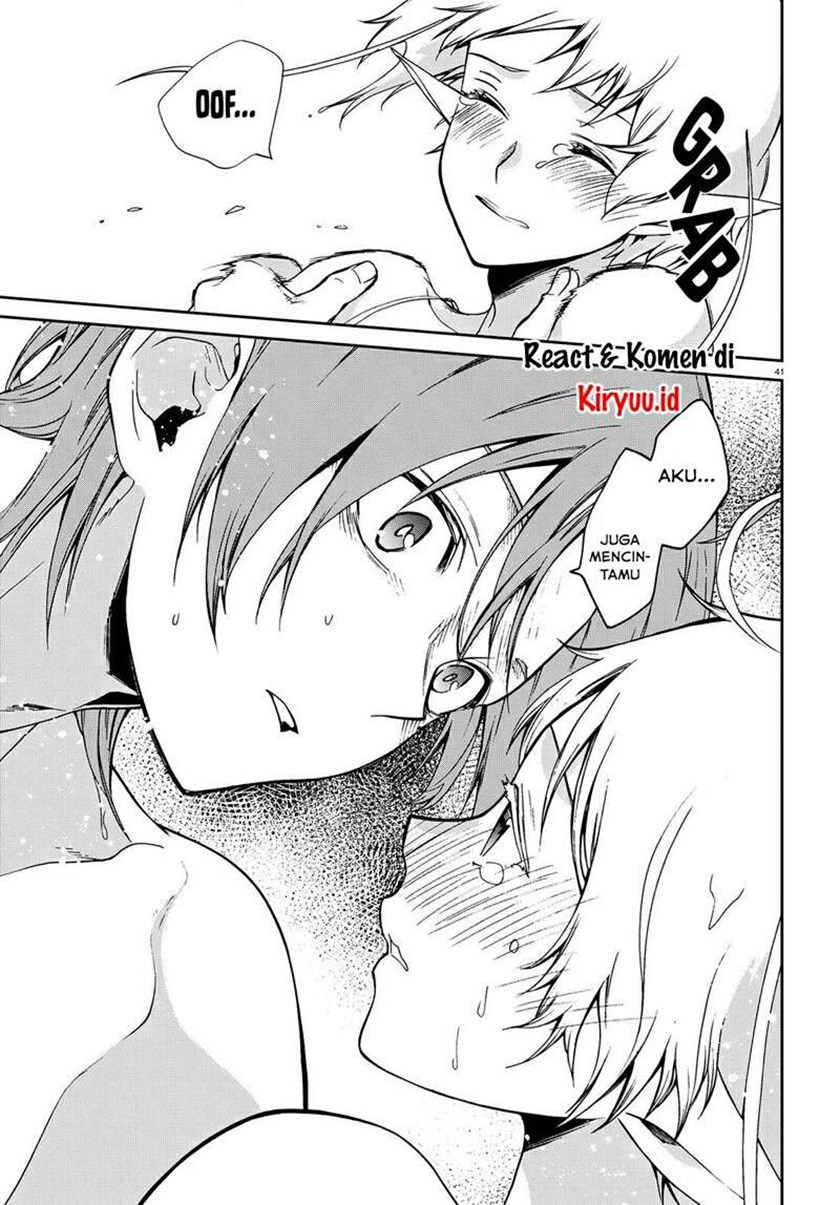 OOF...
GRAB
React & Komen di
41
Kiryuu.id
AKU...
JUGA
MENCIN-
TAMU